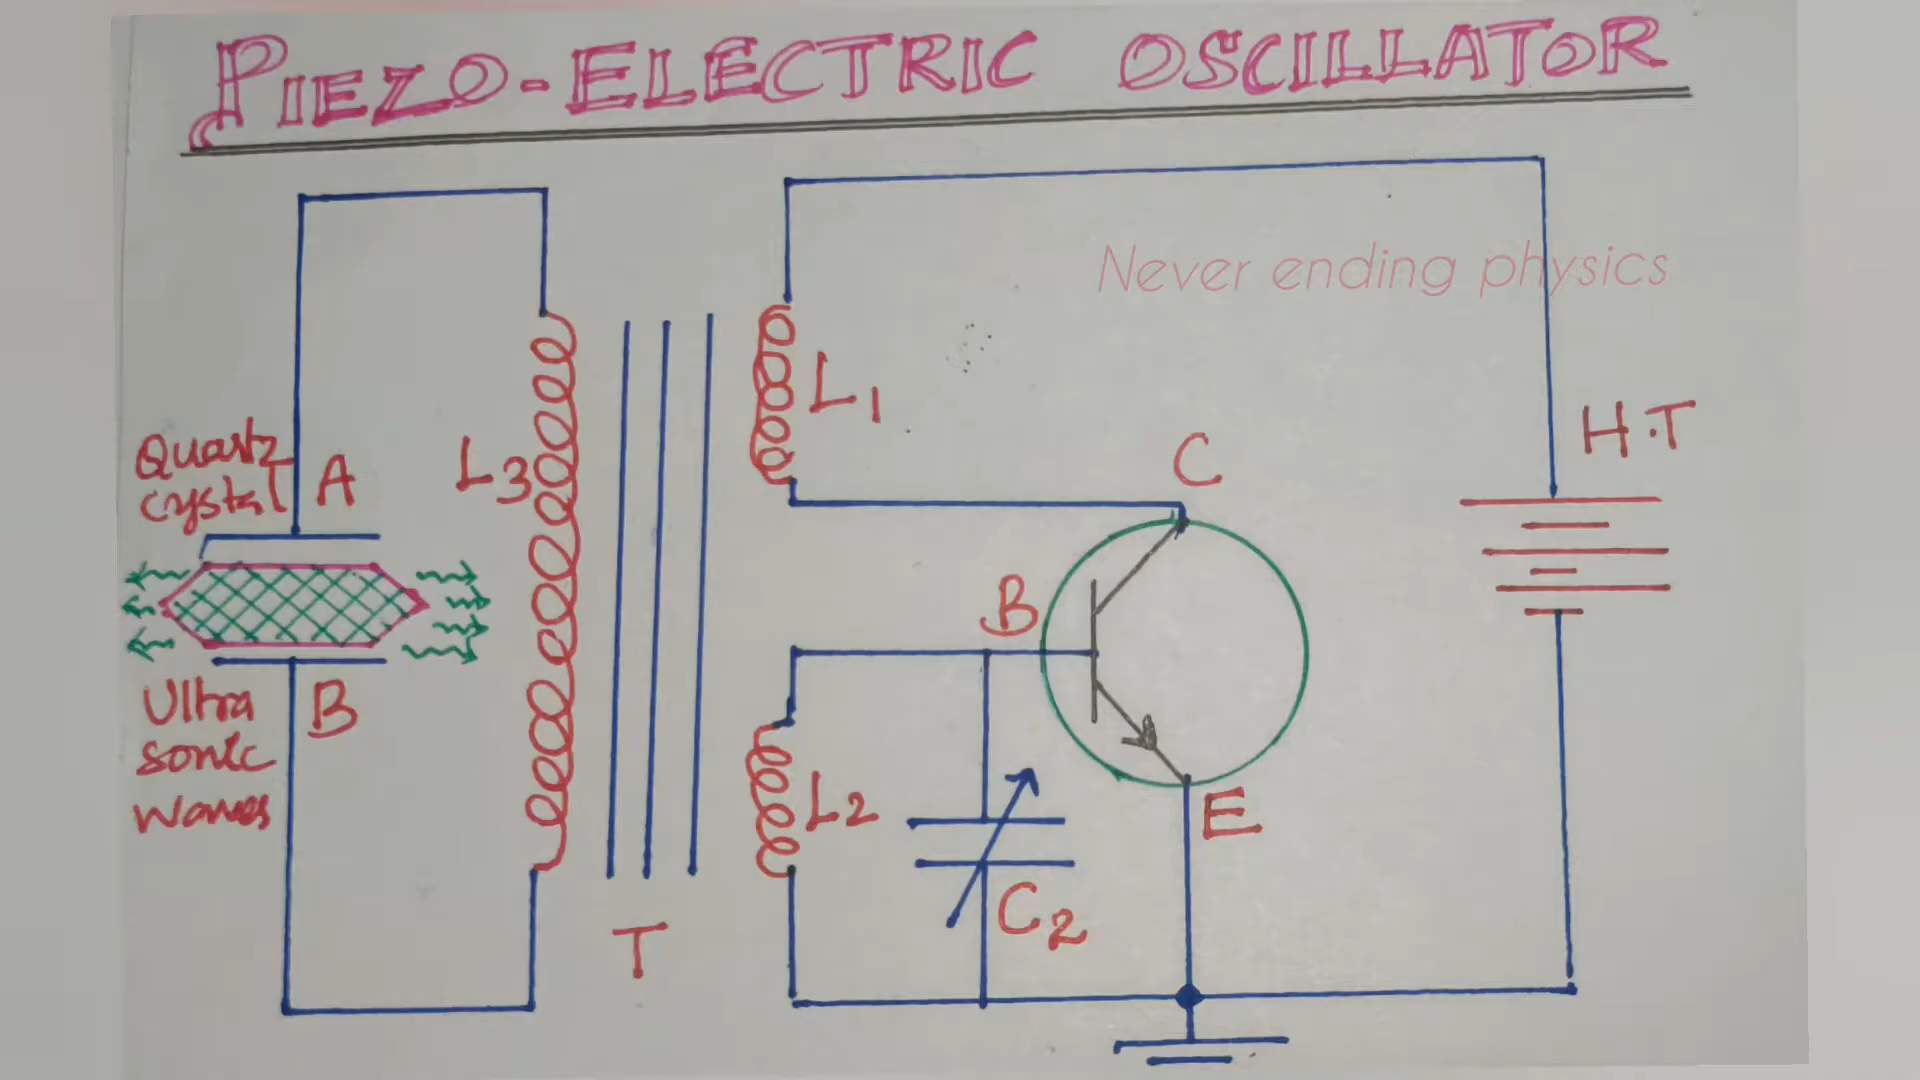 PIEZO-ELECTRIC OSCILLATOR
Never ending physics
L1
H.T
Quartz
crystal
A
L3
C
B
Ultra
sonic
waves
B
L2
E
C2
T